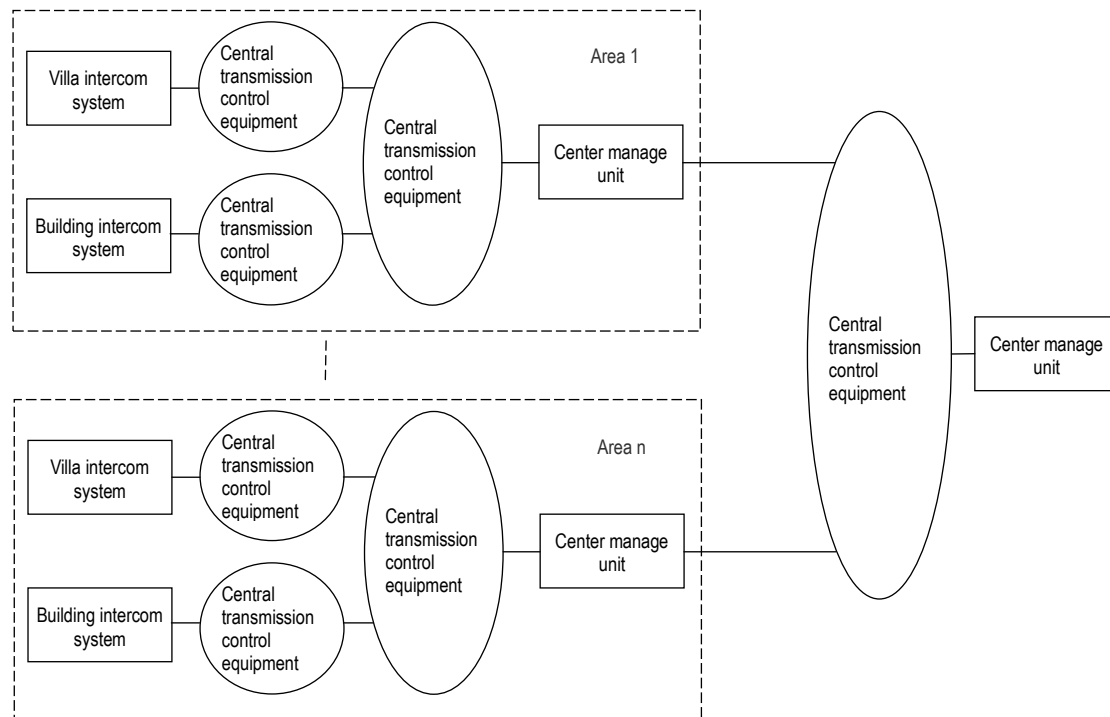 Area 1
Villa intercom
system
Central
transmission
control
equipment
Central
transmission
control
equipment
Center manage
unit
Building intercom
system
Central
transmission
control
equipment
Central
transmission
control
equipment
Center manage
unit
Area n
Villa intercom
system
Central
transmission
control
equipment
Central
transmission
control
equipment
Center manage
unit
Building intercom
system
Central
transmission
control
equipment